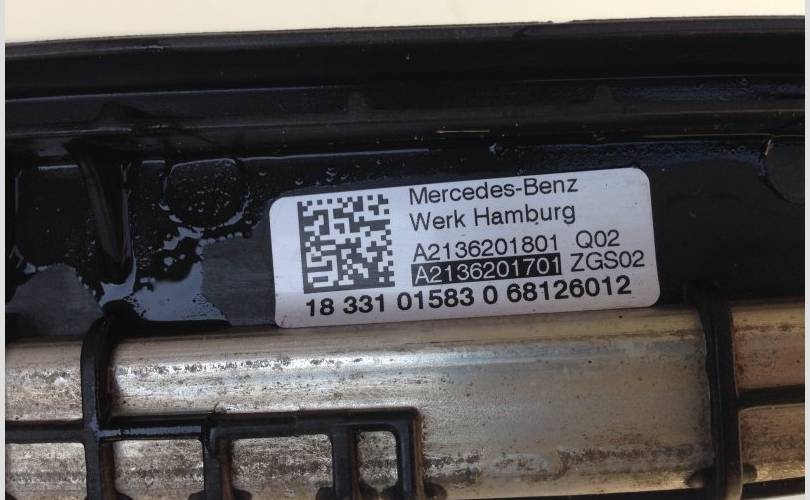 Mercedes-Benz
Werk Hamburg
A2136201801 Q02
A2136201701 ZGS02
18 331 01583 0 68126012